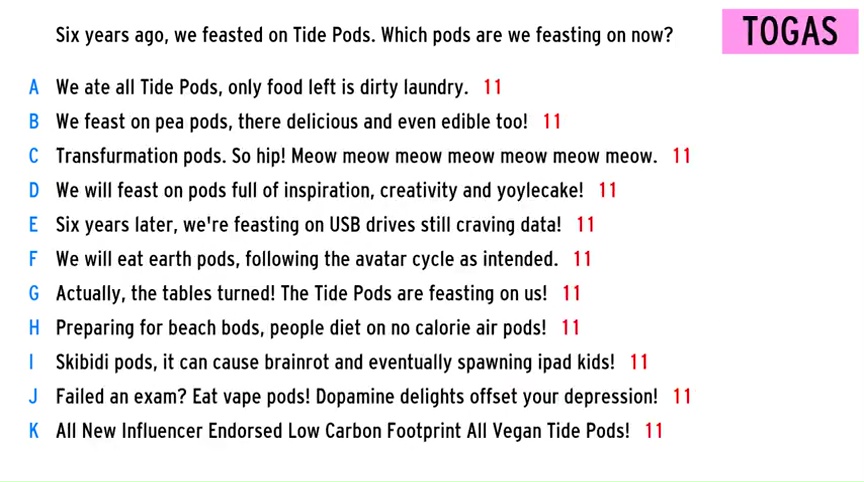 Six years ago, we feasted on Tide Pods. Which pods are we feasting on now?
TOGAS
A We ate all Tide Pods, only food left is dirty laundry. 11
B We feast on pea pods, there delicious and even edible too! 11
C Transfurmation pods. So hip! Meow meow meow meow meow meow meow. 11
D We will feast on pods full of inspiration, creativity and yoylecake! 11
E Six years later, we're feasting on USB drives still craving data! 11
F We will eat earth pods, following the avatar cycle as intended. 11
G Actually, the tables turned! The Tide Pods are feasting on us! 11
H Preparing for beach bods, people diet on no calorie air pods! 11
I Skibidi pods, it can cause brainrot and eventually spawning ipad kids! 11
J Failed an exam? Eat vape pods! Dopamine delights offset your depression! 11
K All New Influencer Endorsed Low Carbon Footprint All Vegan Tide Pods! 11